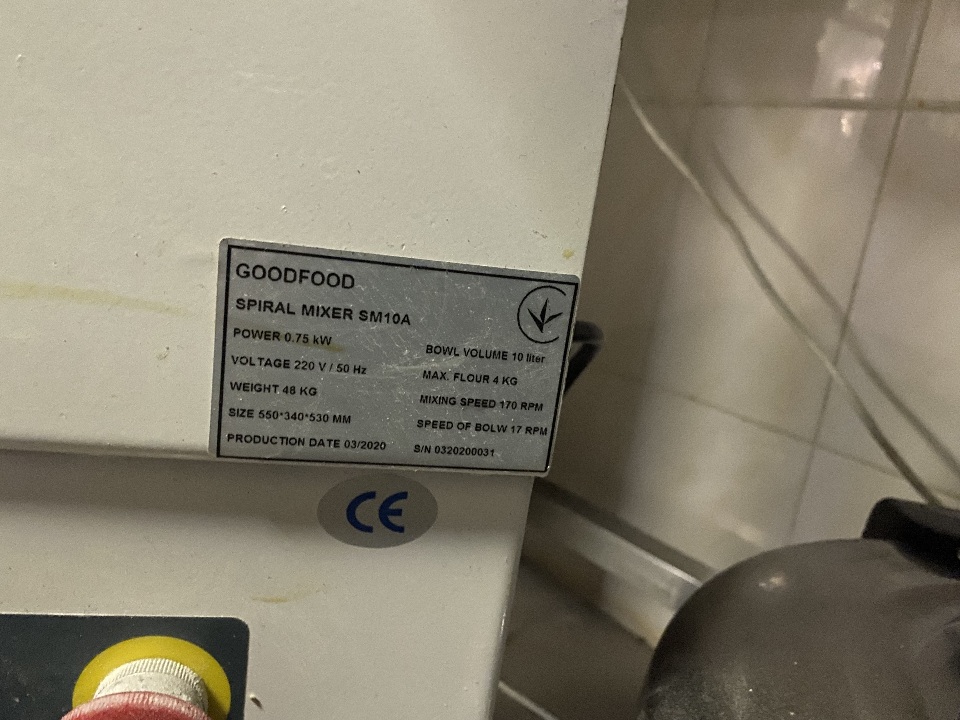 GOODFOOD
SPIRAL MIXER SM10A
POWER 0.75 kW
VOLTAGE 220 V / 50 Hz
WEIGHT 48 KG
SIZE 550*340*530 MM
PRODUCTION DATE 03/2020
BOWL VOLUME 10 liter
MAX. FLOUR 4 KG
MIXING SPEED 170 RPM
SPEED OF BOLW 17 RPM
S/N 0320200031
CE